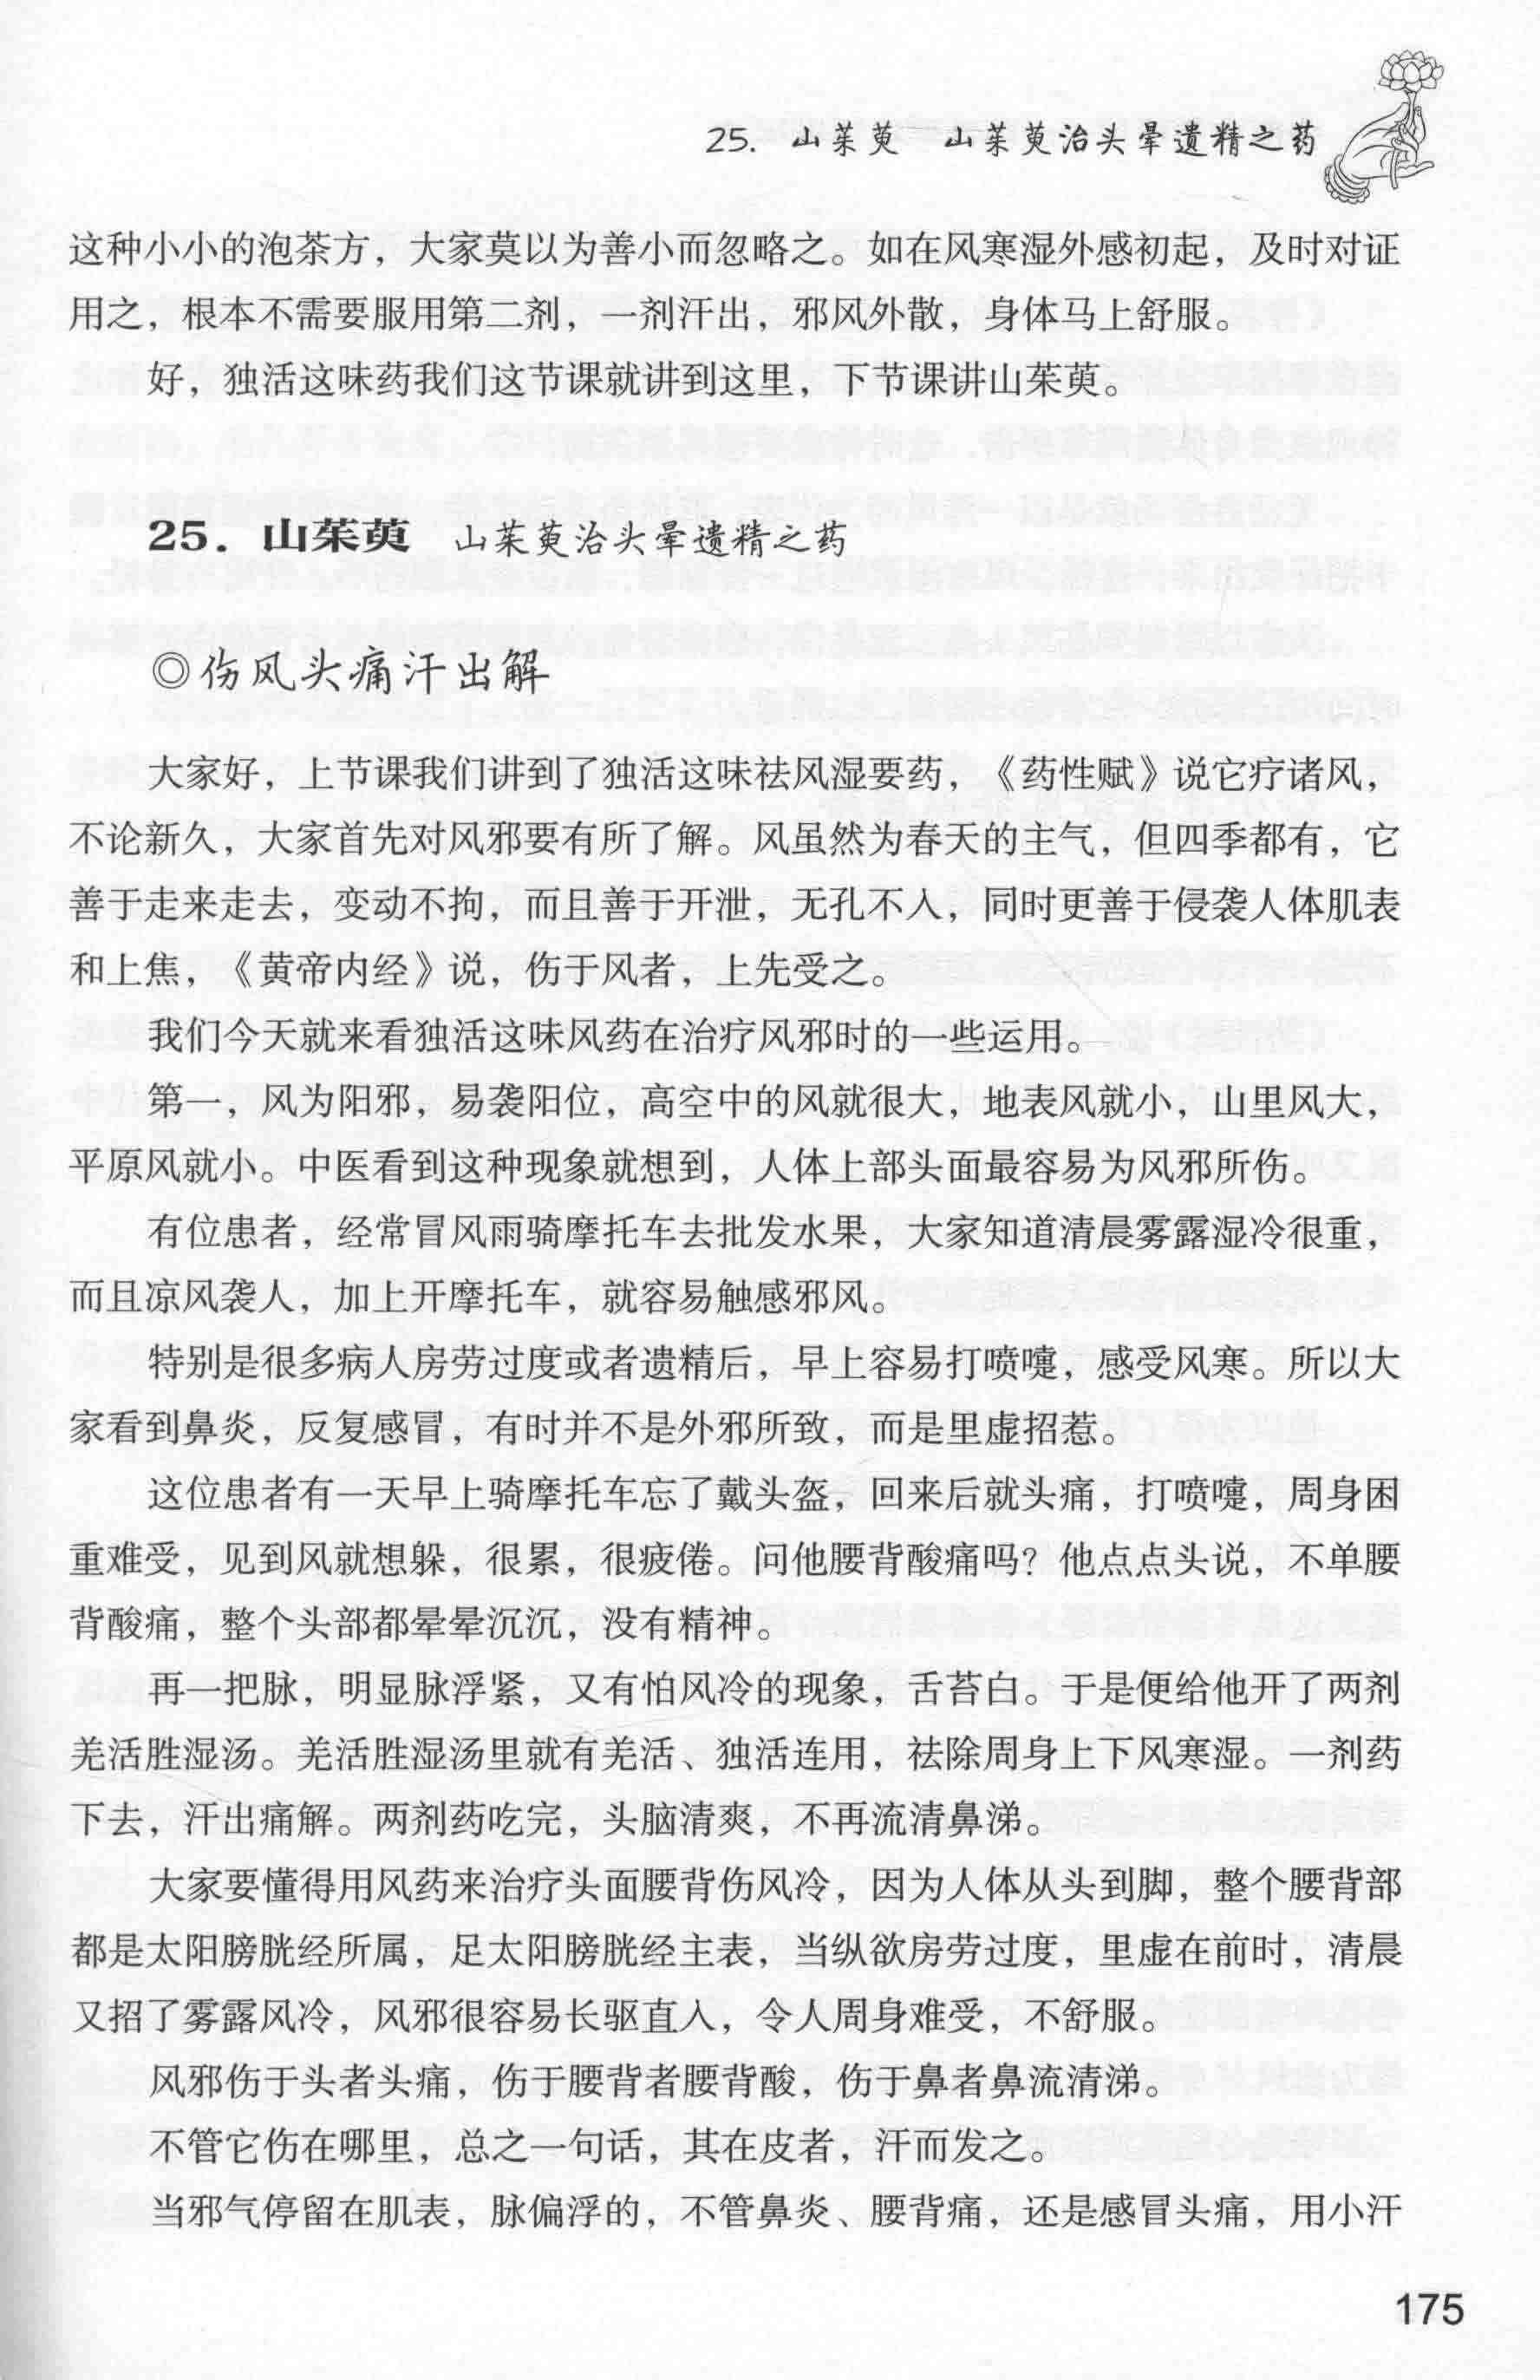 25. 山茱萸 山茱萸治头晕遗精之药
这种小小的泡茶方，大家莫以为善小而忽略之。如在风寒湿外感初起，及时对证
用之，根本不需要服用第二剂，一剂汗出，邪风外散，身体马上舒服。
好，独活这味药我们这节课就讲到这里，下节课讲山茱萸。
25. 山茱萸 山茱萸治头晕遗精之药
◎伤风头痛汗出解
大家好，上节课我们讲到了独活这味祛风湿要药，《药性赋》说它疗诸风，
不论新久，大家首先对风邪要有所了解。风虽然为春天的主气，但四季都有，它
善于走来走去，变动不拘，而且善于开泄，无孔不入，同时更善于侵袭人体肌表
和上焦，《黄帝内经》说，伤于风者，上先受之。
我们今天就来看独活这味风药在治疗风邪时的一些运用。
第一，风为阳邪，易袭阳位，高空中的风就很大，地表风就小，山里风大，
平原风就小。中医看到这种现象就想到，人体上部头面最容易为风邪所伤。
有位患者，经常冒风雨骑摩托车去批发水果，大家知道清晨雾露湿冷很重，
而且凉风袭人，加上开摩托车，就容易触感邪风。
特别是很多病人房劳过度或者遗精后，早上容易打喷嚏，感受风寒。所以大
家看到鼻炎，反复感冒，有时并不是外邪所致，而是里虚招惹。
这位患者有一天早上骑摩托车忘了戴头盔，回来后就头痛，打喷嚏，周身困
重难受，见到风就想躲，很累，很疲倦。问他腰背酸痛吗？他点点头说，不单腰
背酸痛，整个头部都晕晕沉沉，没有精神。
再一把脉，明显脉浮紧，又有怕风冷的现象，舌苔白。于是便给他开了两剂
羌活胜湿汤。羌活胜湿汤里就有羌活、独活连用，祛除周身上下风寒湿。一剂药
下去，汗出痛解。两剂药吃完，头脑清爽，不再流清鼻涕。
大家要懂得用风药来治疗头面腰背伤风冷，因为人体从头到脚，整个腰背部
都是太阳膀胱经所属，足太阳膀胱经主表，当纵欲房劳过度，里虚在前时，清晨
又招了雾露风冷，风邪很容易长驱直入，令人周身难受，不舒服。
风邪伤于头者头痛，伤于腰背者腰背酸，伤于鼻者鼻流清涕。
不管它伤在哪里，总之一句话，其在皮者，汗而发之。
当邪气停留在肌表，脉偏浮的，不管鼻炎、腰背痛，还是感冒头痛，用小汗
175